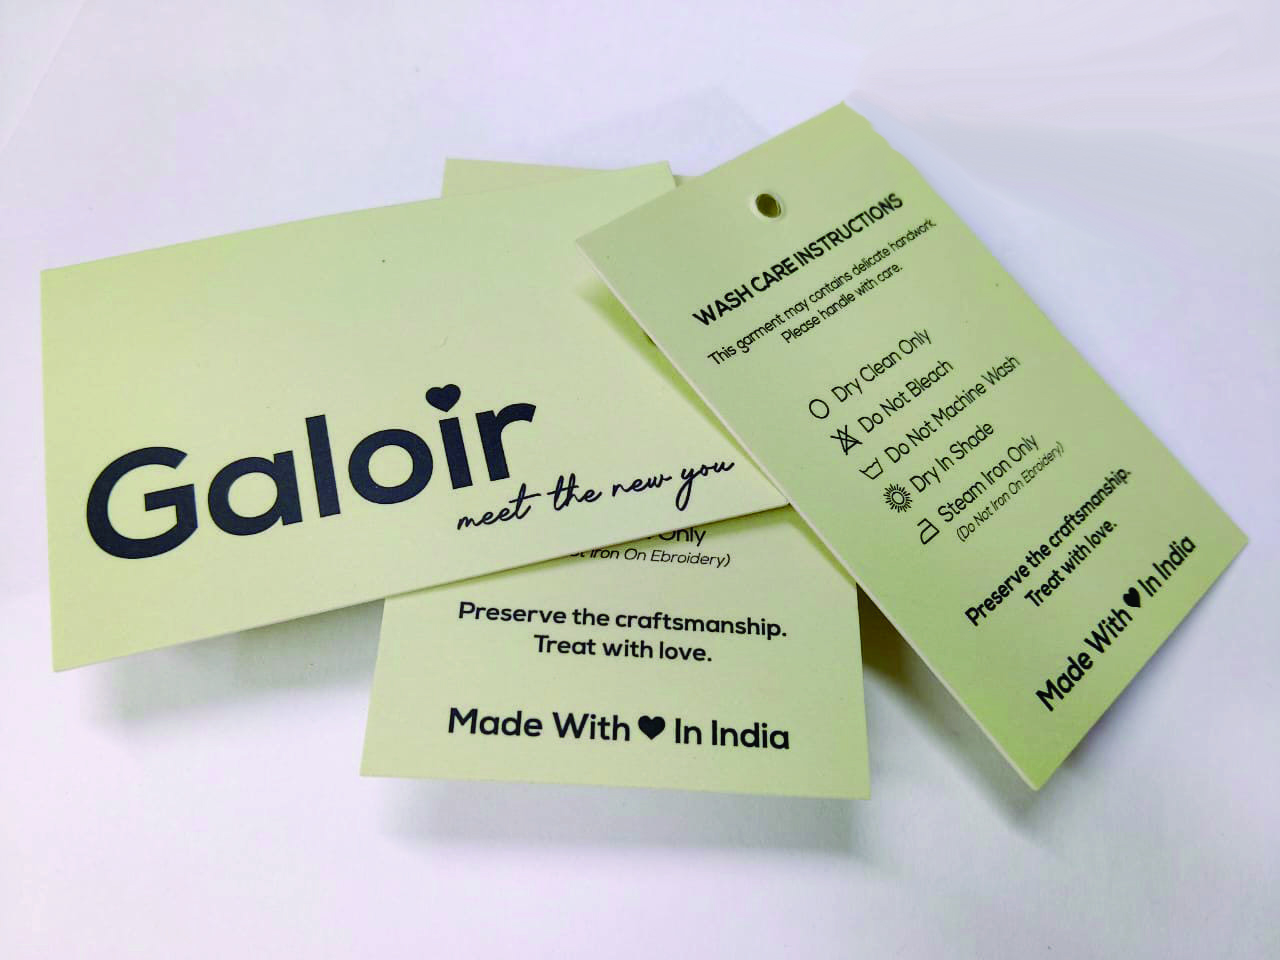 Galoir
meet the new you
WASH CARE INSTRUCTIONS
This garment may contains delicate handwork.
Please handle with care.
Dry Clean Only
Do Not Bleach
Do Not Machine Wash
Dry In Shade
Steam Iron Only
(Do Not Iron On Ebroidery)
Preserve the craftsmanship.
Treat with love.
Made With ♥ In India
Only
Iron On Ebroidery)
Preserve the craftsmanship.
Treat with love.
Made With ♥ In India